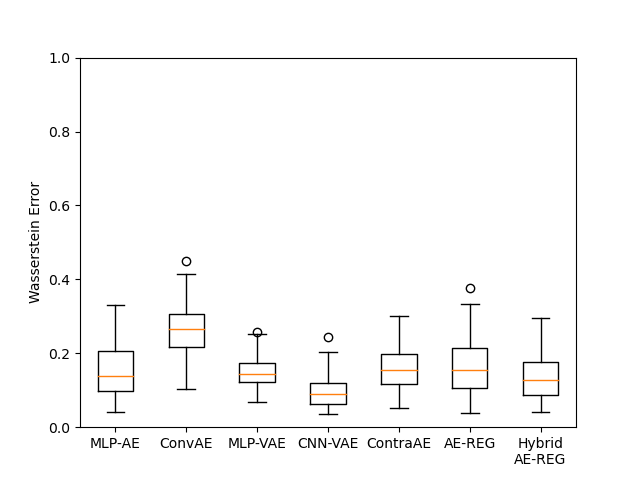 1.0
0.8
0.6
0.4
0.2
0.0
Wasserstein Error
MLP-AE ConvAE MLP-VAE CNN-VAE ContraAE AE-REG Hybrid
AE-REG